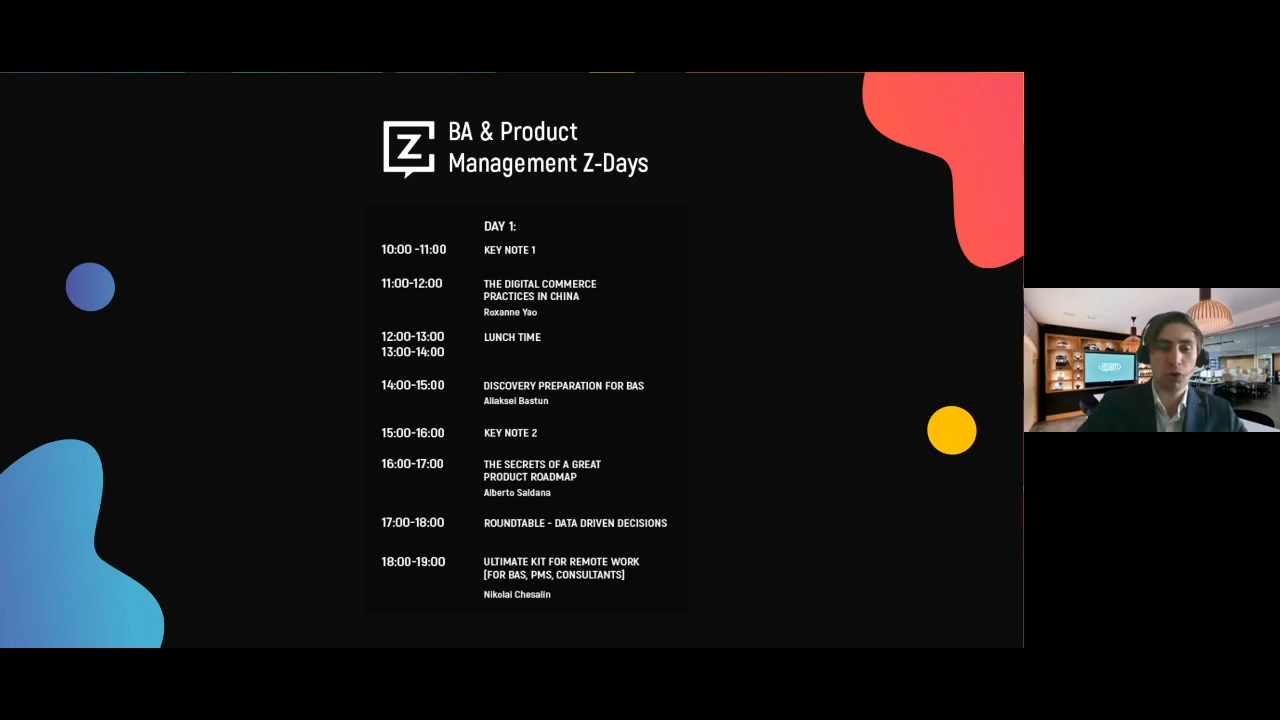 Z
BA & Product
Management Z-Days
DAY 1:
10:00 -11:00 KEY NOTE 1
11:00-12:00 THE DIGITAL COMMERCE
PRACTICES IN CHINA
Roxanne Yao
12:00-13:00 LUNCH TIME
13:00-14:00
14:00-15:00 DISCOVERY PREPARATION FOR BAS
Aliaksei Bastun
15:00-16:00 KEY NOTE 2
16:00-17:00 THE SECRETS OF A GREAT
PRODUCT ROADMAP
Alberto Saldana
17:00-18:00 ROUNDTABLE - DATA DRIVEN DECISIONS
18:00-19:00 ULTIMATE KIT FOR REMOTE WORK
[FOR BAS, PMS, CONSULTANTS]
Nikolai Chesalin
<epam>